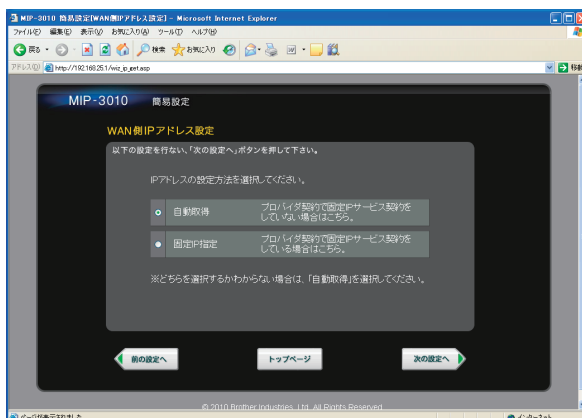 MIP-3010 簡易設定[WAN側IPアドレス設定] - Microsoft Internet Explorer
ファイル(F) 編集(E) 表示(V) お気に入り(A) ツール(T) ヘルプ(H)
戻る 検索 お気に入り
アドレス(D) http://192.168.25.1/wiz_ip_get.asp 移動
MIP-3010 簡易設定
WAN側IPアドレス設定
以下の設定を行ない、「次の設定へ」ボタンを押して下さい。
IPアドレスの設定方法を選択してください。
自動取得 プロバイダ契約で固定IPサービス契約を
していない場合はこちら。
固定IP指定 プロバイダ契約で固定IPサービス契約を
している場合はこちら。
※どちらを選択するかわからない場合は、「自動取得」を選択してください。
前の設定へ トップページ 次の設定へ
© 2010 Brother Industries, Ltd. All Rights Reserved.
ページが表示されました インターネット